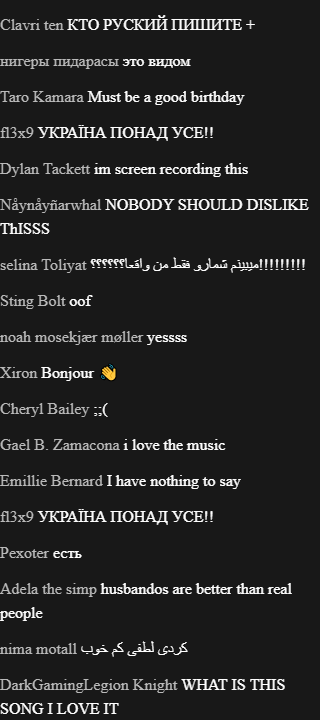 Clavri ten КТО РУСКИЙ ПИШИТЕ +
нигеры пидарасы это видом
Taro Kamara Must be a good birthday
fl3x9 УКРАЇНА ПОНАД УСЕ!!
Dylan Tackett im screen recording this
Nåynåyñarwhal NOBODY SHOULD DISLIKE
ThISSS
selina Toliyat میبینم شمارو فقط من واقعا؟؟؟؟؟؟!!!!!!!!!
Sting Bolt oof
noah mosekjær møller yessss
Xiron Bonjour 👋
Cheryl Bailey ;;(
Gael B. Zamacona i love the music
Emillie Bernard I have nothing to say
fl3x9 УКРАЇНА ПОНАД УСЕ!!
Pexoter есть
Adela the simp husbandos are better than real
people
nima motall کردی لطفی کم خوب
DarkGamingLegion Knight WHAT IS THIS
SONG I LOVE IT